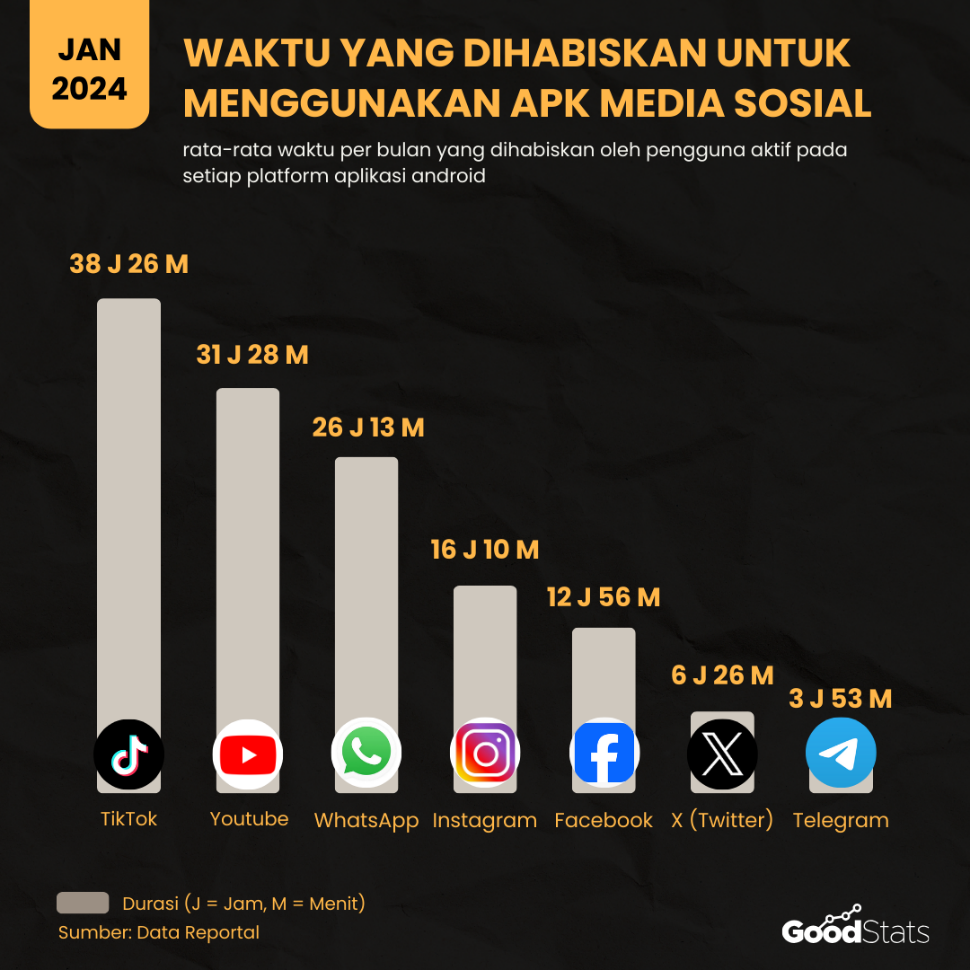 JAN
2024
WAKTU YANG DIHABISKAN UNTUK
MENGGUNAKAN APK MEDIA SOSIAL
rata-rata waktu per bulan yang dihabiskan oleh pengguna aktif pada
setiap platform aplikasi android
38 J 26 M
31 J 28 M
26 J 13 M
16 J 10 M
12 J 56 M
6 J 26 M
3 J 53 M
TikTok
Youtube
WhatsApp
Instagram
Facebook
X (Twitter)
Telegram
Durasi (J = Jam, M = Menit)
Sumber: Data Reportal
GoodStats